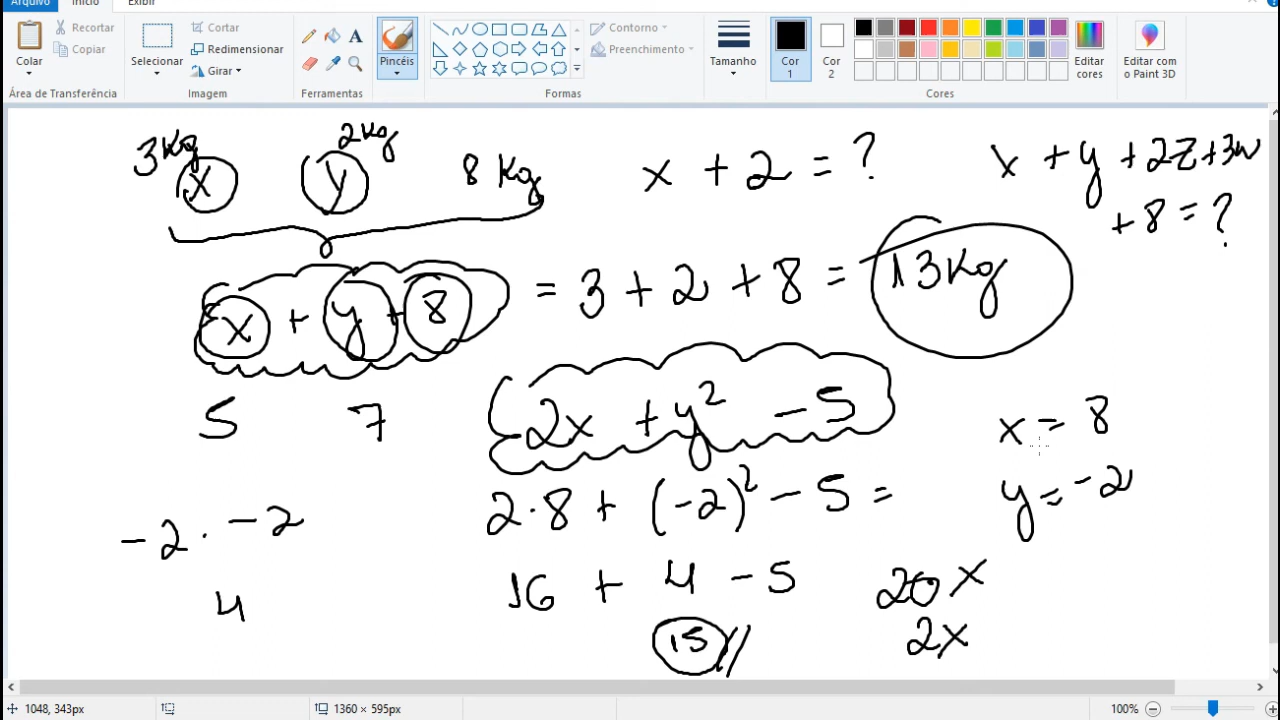 Arquivo Início Exibir
Colar
Recortar
Copiar
Área de Transferência
Selecionar
Cortar
Redimensionar
Girar
Imagem
A
Ferramentas
Pincéis
Contorno
Preenchimento
Formas
Tamanho
Cor 1
Cor 2
Editar cores
Editar com o Paint 3D
Cores
3Kg 2Kg
x y 8 Kg x + 2 = ? x + y + 2z + 3w
+ 8 = ?
x + y + 8 = 3 + 2 + 8 = 13Kg
5 7 2x + y² - 5 x = 8
2.8 + (-2)² - 5 = y = -2
-2 . -2
16 + 4 - 5 20x
4
15 // 2x
1048, 343px 1360 × 595px 100%